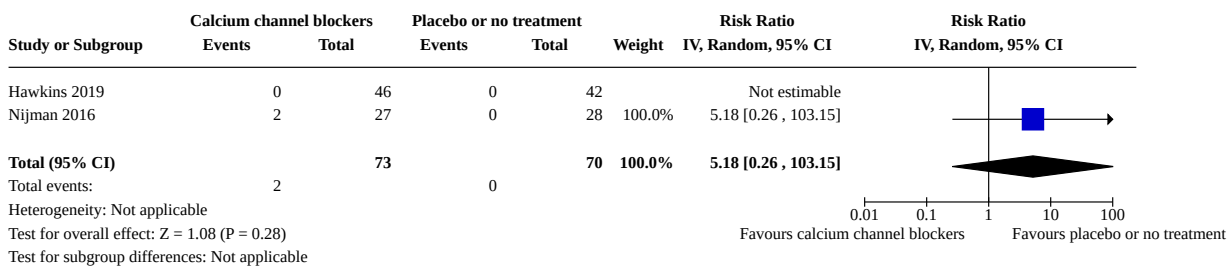 Calcium channel blockers Placebo or no treatment Risk Ratio Risk Ratio
Study or Subgroup Events Total Events Total Weight IV, Random, 95% CI IV, Random, 95% CI
Hawkins 2019 0 46 0 42 Not estimable
Nijman 2016 2 27 0 28 100.0% 5.18 [0.26 , 103.15]
Total (95% CI) 73 70 100.0% 5.18 [0.26 , 103.15]
Total events: 2 0
Heterogeneity: Not applicable
0.01 0.1 1 10 100
Test for overall effect: Z = 1.08 (P = 0.28) Favours calcium channel blockers Favours placebo or no treatment
Test for subgroup differences: Not applicable